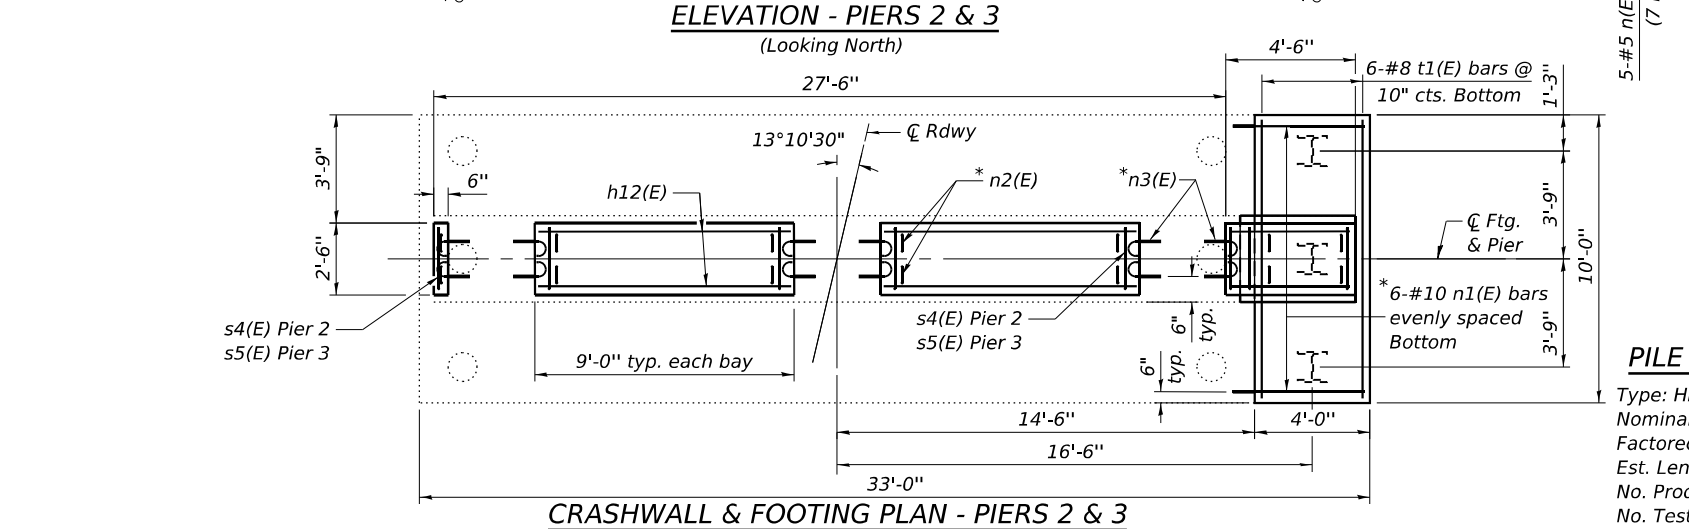 ELEVATION - PIERS 2 & 3
(Looking North)
5-#5 n(E
(7
4'-6"
27'-6"
6-#8 t1(E) bars @
10" cts. Bottom
1'-3"
13°10'30"
℄ Rdwy
3'-9"
6"
h12(E)
* n2(E)
*n3(E)
3'-9"
℄ Ftg.
& Pier
2'-6"
10'-0"
*6-#10 n1(E) bars
evenly spaced
Bottom
s4(E) Pier 2
s5(E) Pier 3
s4(E) Pier 2
s5(E) Pier 3
6"
typ.
3'-9"
9'-0" typ. each bay
6"
typ.
PILE
Type: H
Nomina
Factored
Est. Len
No. Prod
No. Test
14'-6"
4'-0"
16'-6"
33'-0"
CRASHWALL & FOOTING PLAN - PIERS 2 & 3